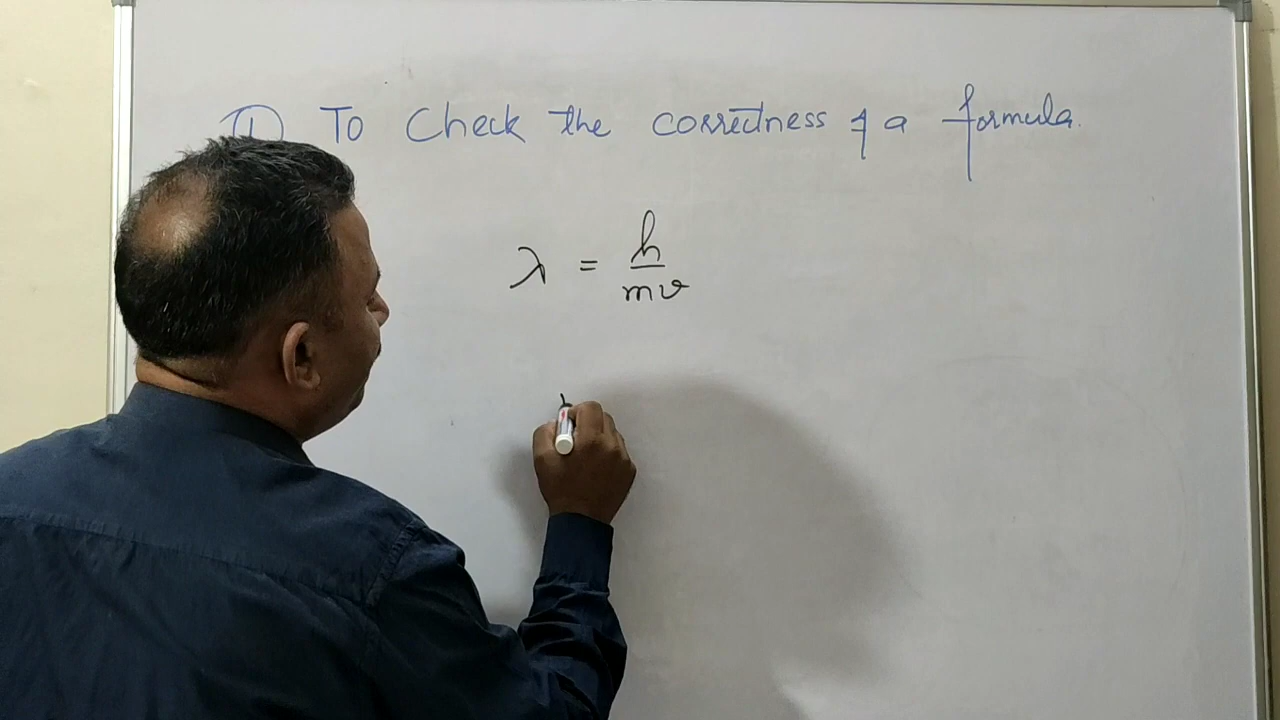 ① To Check the correctness of a formula.
λ = h/mv